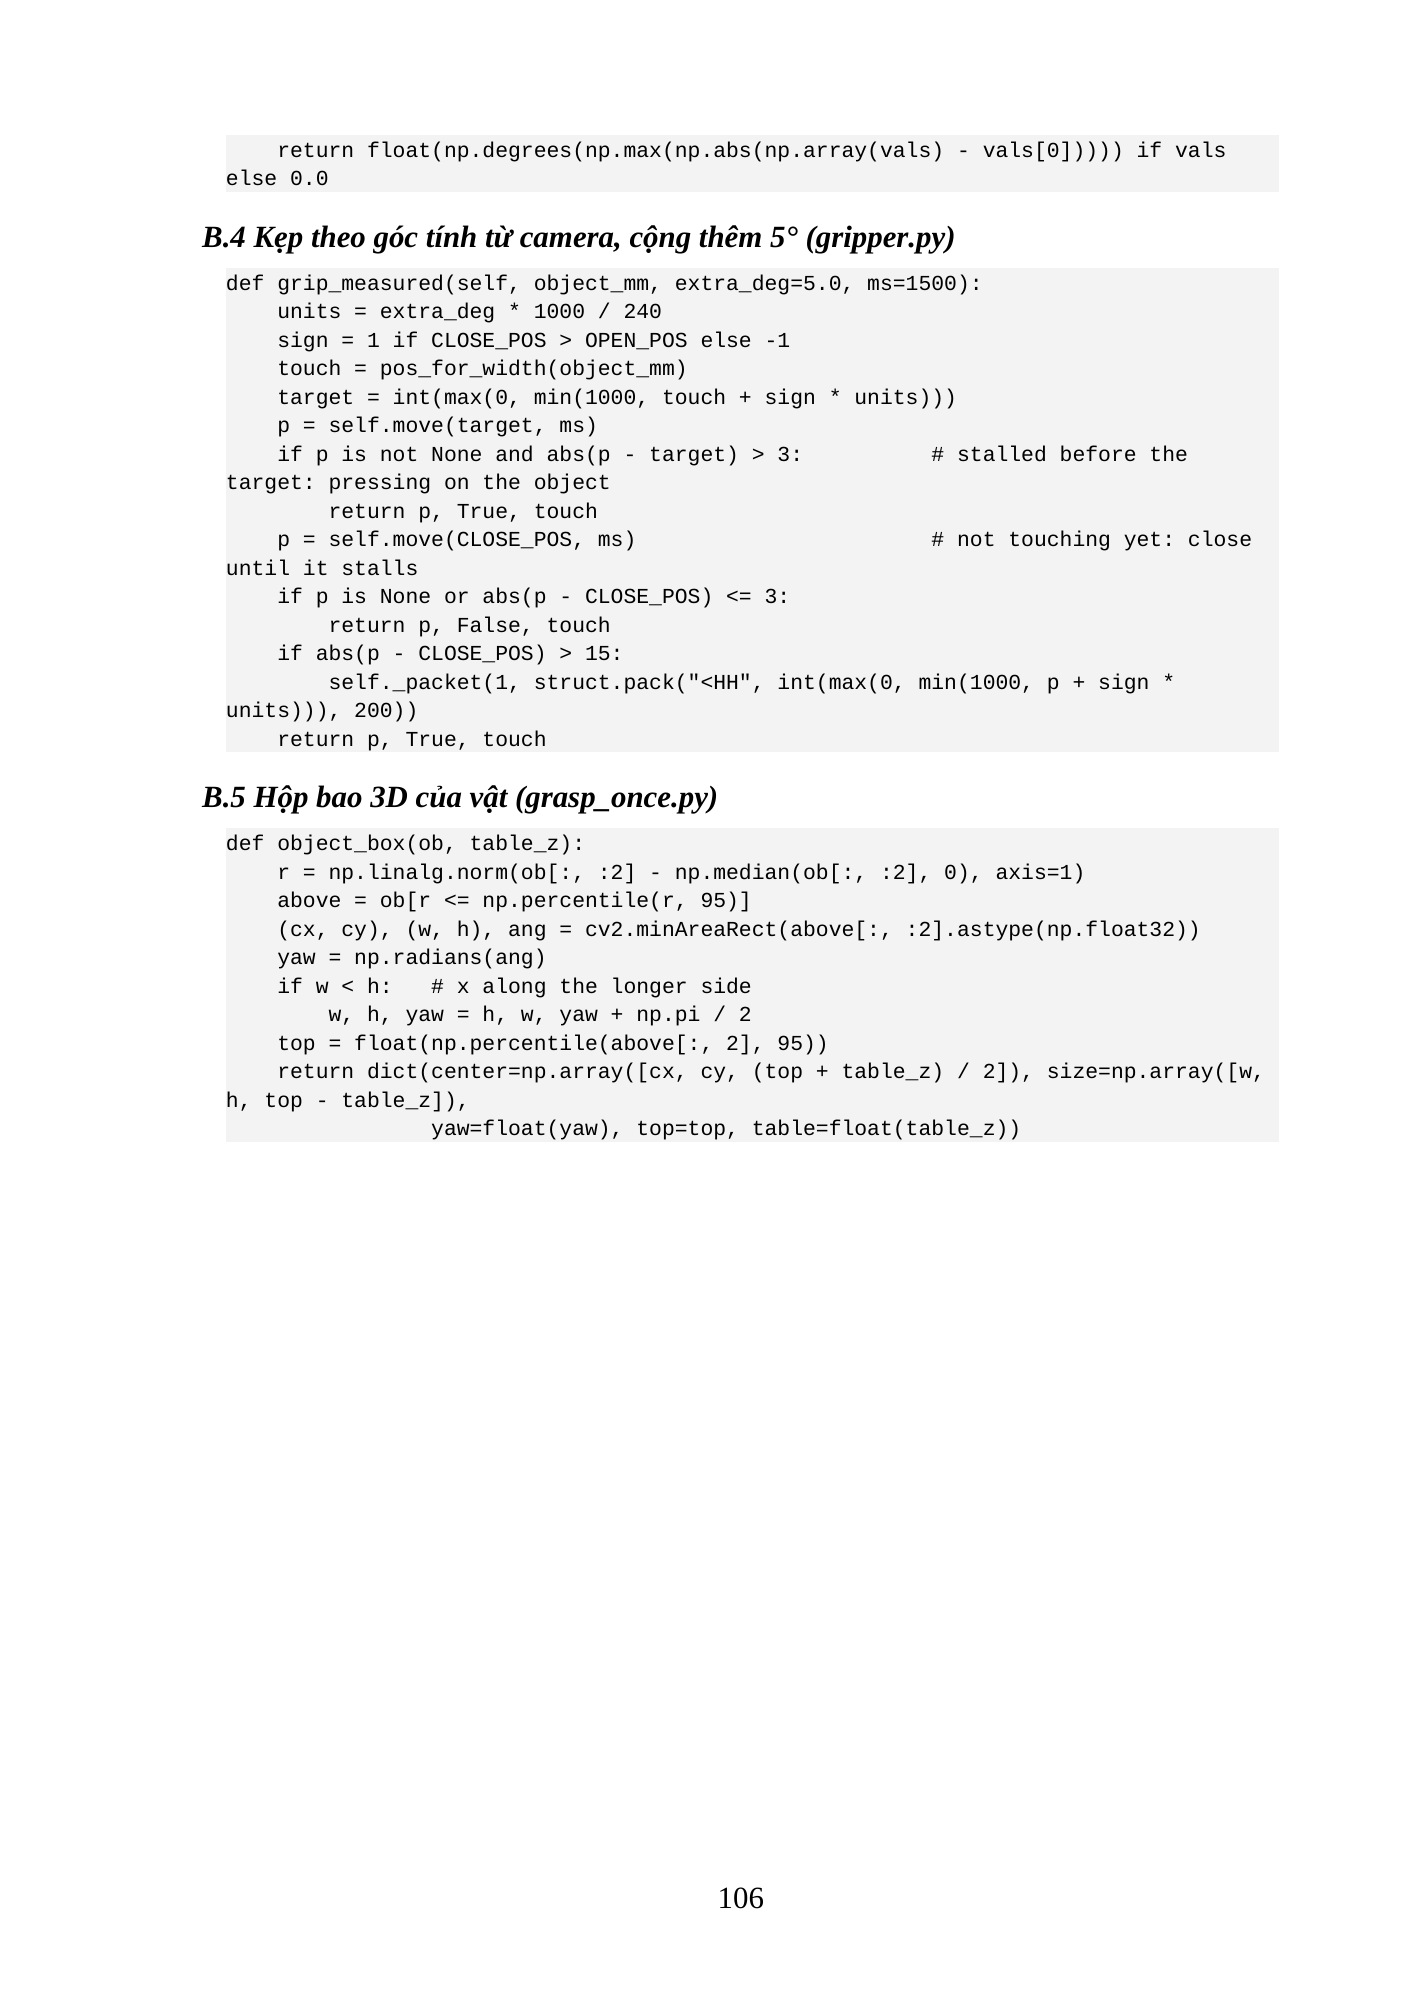 return float(np.degrees(np.max(np.abs(np.array(vals) - vals[0])))) if vals
else 0.0
B.4 Kẹp theo góc tính từ camera, cộng thêm 5° (gripper.py)
def grip_measured(self, object_mm, extra_deg=5.0, ms=1500):
    units = extra_deg * 1000 / 240
    sign = 1 if CLOSE_POS > OPEN_POS else -1
    touch = pos_for_width(object_mm)
    target = int(max(0, min(1000, touch + sign * units)))
    p = self.move(target, ms)
    if p is not None and abs(p - target) > 3:          # stalled before the
target: pressing on the object
        return p, True, touch
    p = self.move(CLOSE_POS, ms)                       # not touching yet: close
until it stalls
    if p is None or abs(p - CLOSE_POS) <= 3:
        return p, False, touch
    if abs(p - CLOSE_POS) > 15:
        self._packet(1, struct.pack("<HH", int(max(0, min(1000, p + sign *
units))), 200))
    return p, True, touch
B.5 Hộp bao 3D của vật (grasp_once.py)
def object_box(ob, table_z):
    r = np.linalg.norm(ob[:, :2] - np.median(ob[:, :2], 0), axis=1)
    above = ob[r <= np.percentile(r, 95)]
    (cx, cy), (w, h), ang = cv2.minAreaRect(above[:, :2].astype(np.float32))
    yaw = np.radians(ang)
    if w < h:   # x along the longer side
        w, h, yaw = h, w, yaw + np.pi / 2
    top = float(np.percentile(above[:, 2], 95))
    return dict(center=np.array([cx, cy, (top + table_z) / 2]), size=np.array([w,
h, top - table_z]),
                yaw=float(yaw), top=top, table=float(table_z))
106